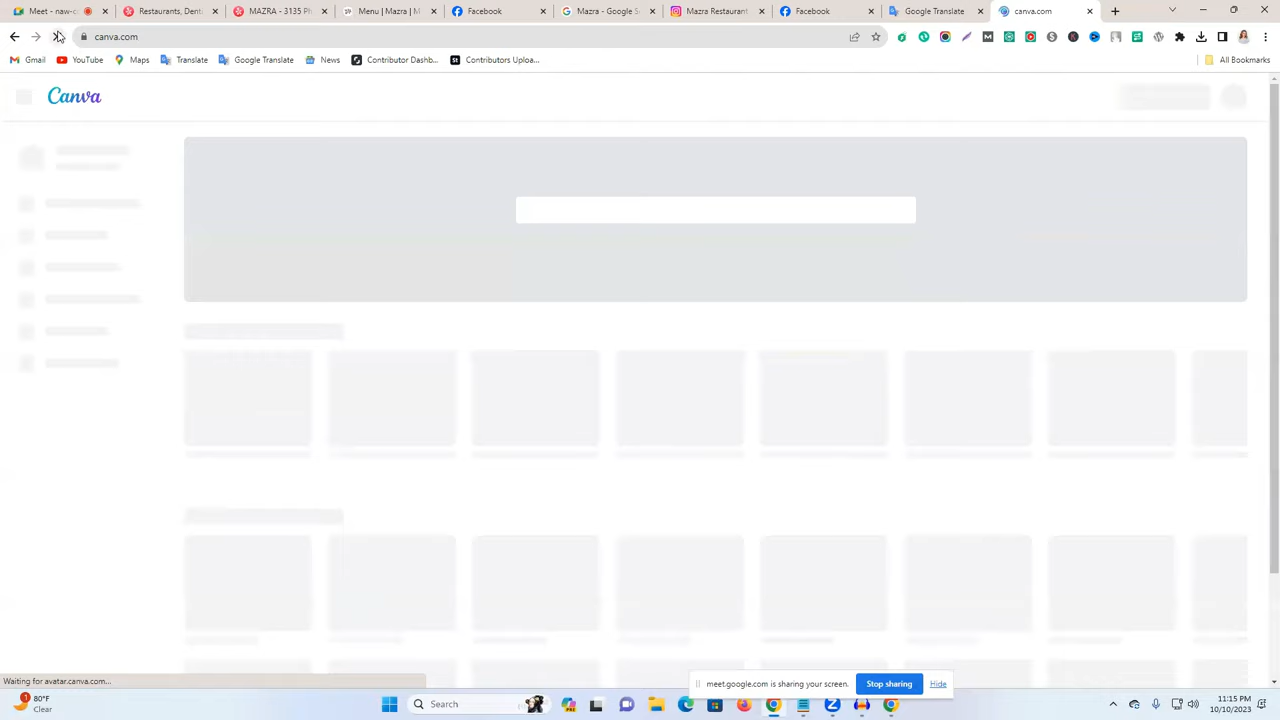 Meet - naw-c
Restaurants, Dent
MAZRA - 3135 Pi
Menu | Mazra | M
Facebook
Mazra - Google S
Mazra Restaurant
Facebook
Google Translate
canva.com
canva.com
Gmail
YouTube
Maps
Translate
Google Translate
News
Contributor Dashb...
Contributors Uploa...
All Bookmarks
Canva
Waiting for avatar.canva.com...
meet.google.com is sharing your screen.
Stop sharing
Hide
1
80°F
Clear
Search
11:15 PM
10/10/2023